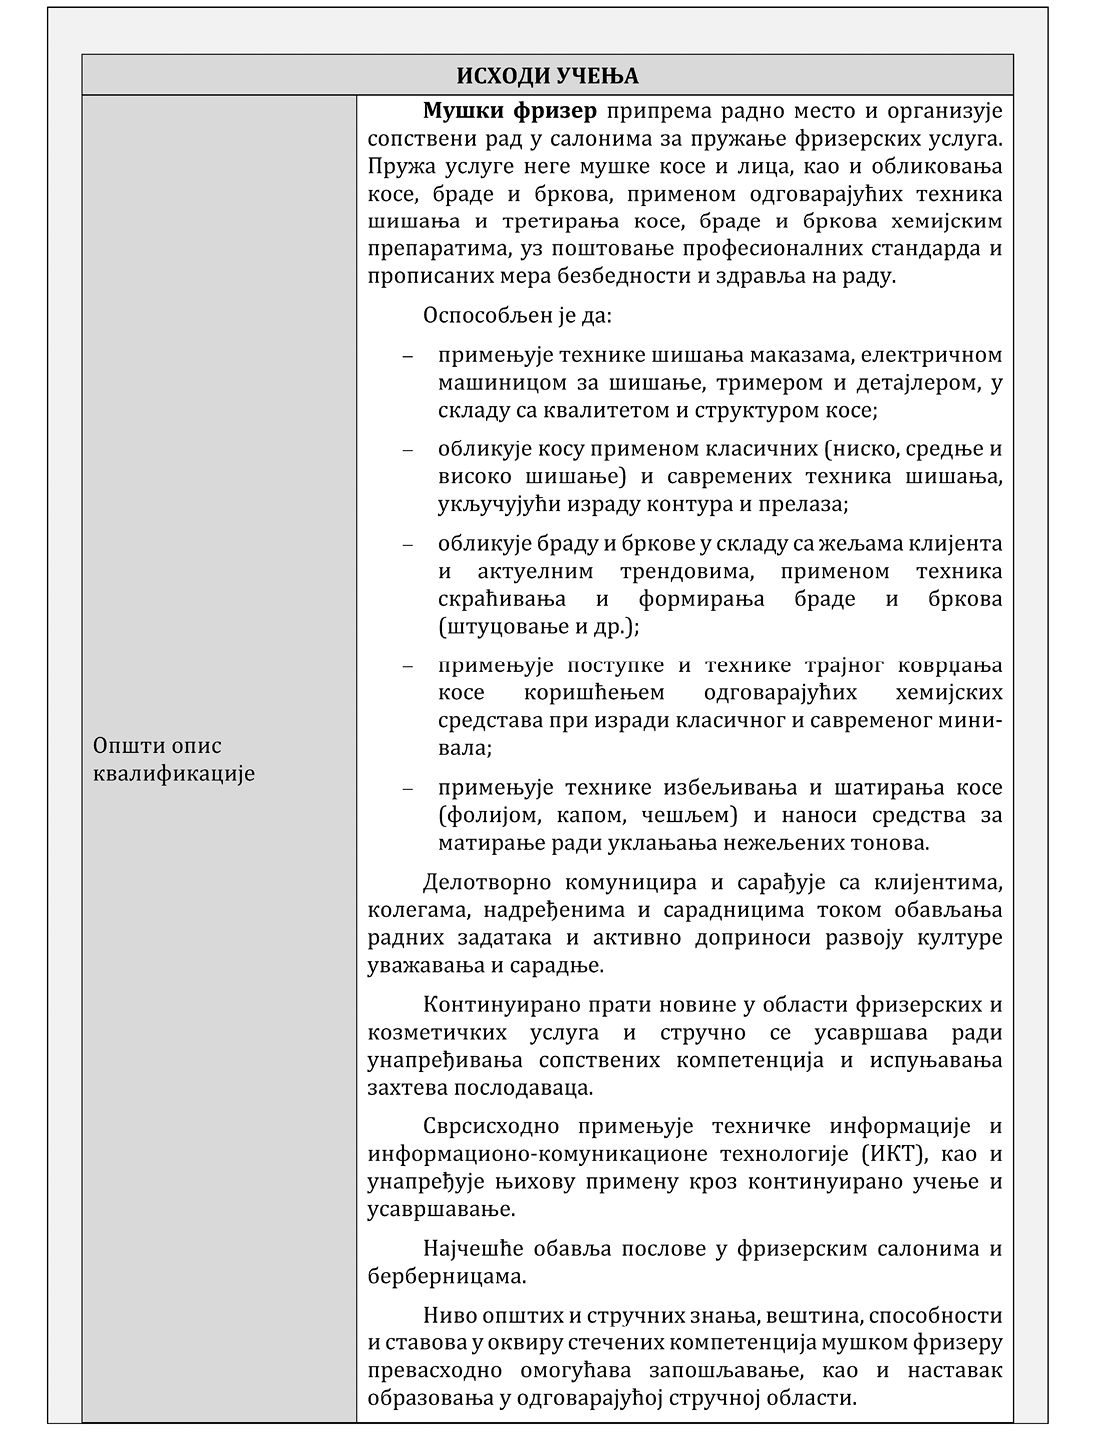 ИСХОДИ УЧЕЊА
Општи опис
квалификације
Мушки фризер припрема радно место и организује
сопствени рад у салонима за пружање фризерских услуга.
Пружа услуге неге мушке косе и лица, као и обликовања
косе, браде и бркова, применом одговарајућих техника
шишања и третирања косе, браде и бркова хемијским
препаратима, уз поштовање професионалних стандарда и
прописаних мера безбедности и здравља на раду.
Оспособљен је да:
– примењује технике шишања маказама, електричном
машиницом за шишање, тримером и детајлером, у
складу са квалитетом и структуром косе;
– обликује косу применом класичних (ниско, средње и
високо шишање) и савремених техника шишања,
укључујући израду контура и прелаза;
– обликује браду и бркове у складу са жељама клијента
и актуелним трендовима, применом техника
скраћивања и формирања браде и бркова
(штуцовање и др.);
– примењује поступке и технике трајног коврџања
косе коришћењем одговарајућих хемијских
средстава при изради класичног и савременог мини-
вала;
– примењује технике избељивања и шатирања косе
(фолијом, капом, чешљем) и наноси средства за
матирање ради уклањања нежељених тонова.
Делотворно комуницира и сарађује са клијентима,
колегама, надређенима и сарадницима током обављања
радних задатака и активно доприноси развоју културе
уважавања и сарадње.
Континуирано прати новине у области фризерских и
козметичких услуга и стручно се усавршава ради
унапређивања сопствених компетенција и испуњавања
захтева послодаваца.
Сврсисходно примењује техничке информације и
информационо-комуникационе технологије (ИКТ), као и
унапређује њихову примену кроз континуирано учење и
усавршавање.
Најчешће обавља послове у фризерским салонима и
берберницама.
Ниво општих и стручних знања, вештина, способности
и ставова у оквиру стечених компетенција мушком фризеру
превасходно омогућава запошљавање, као и наставак
образовања у одговарајућој стручној области.